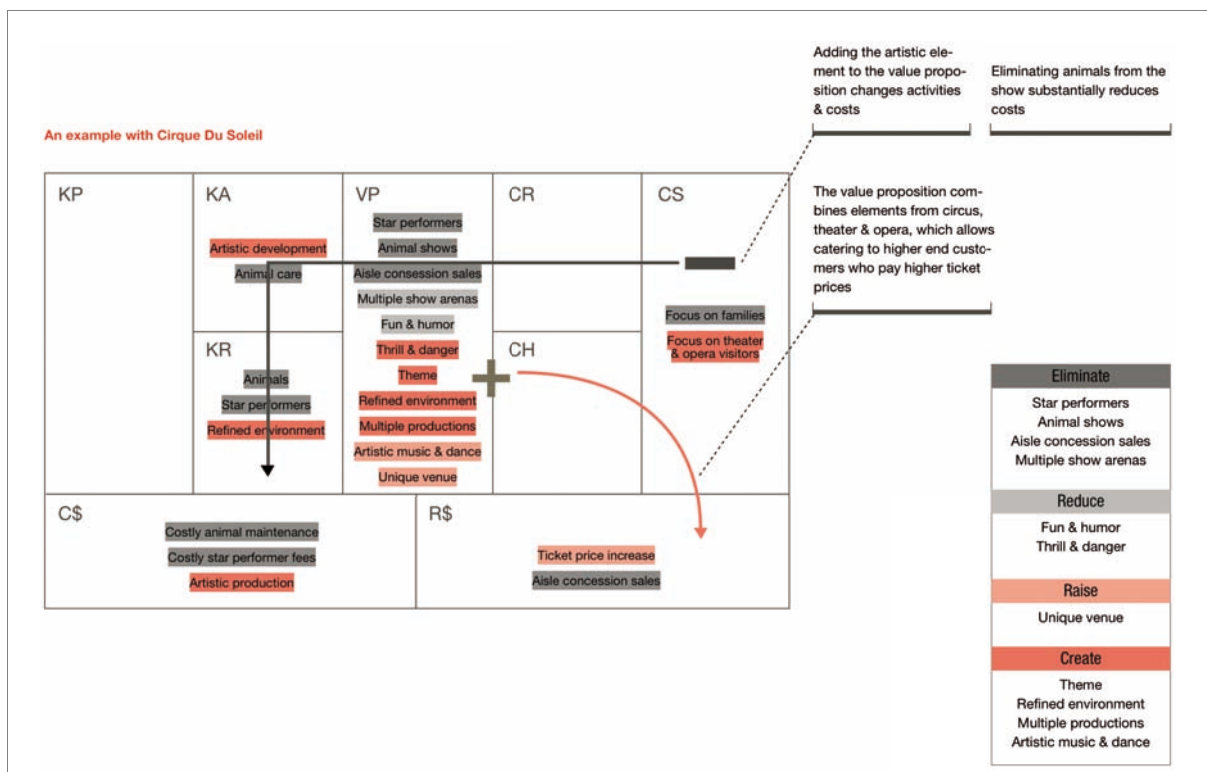 Adding the artistic ele-
ment to the value propo-
sition changes activities
& costs
Eliminating animals from the
show substantially reduces
costs
An example with Cirque Du Soleil
The value proposition com-
bines elements from circus,
theater & opera, which allows
catering to higher end custo-
mers who pay higher ticket
prices
KP
KA
Artistic development
Animal care
KR
Animals
Star performers
Refined environment
VP
Star performers
Animal shows
Aisle consession sales
Multiple show arenas
Fun & humor
Thrill & danger
Theme
Refined environment
Multiple productions
Artistic music & dance
Unique venue
CR
CH
CS
Focus on families
Focus on theater
& opera visitors
C$
Costly animal maintenance
Costly star performer fees
Artistic production
R$
Ticket price increase
Aisle concession sales
Eliminate
Star performers
Animal shows
Aisle concession sales
Multiple show arenas
Reduce
Fun & humor
Thrill & danger
Raise
Unique venue
Create
Theme
Refined environment
Multiple productions
Artistic music & dance